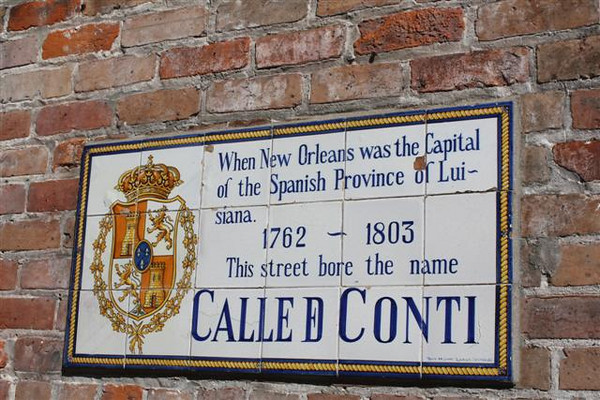 When New Orleans was the Capital
of the Spanish Province of Lui~
siana.
1762 ~ 1803
This street bore the name
CALLE D CONTI